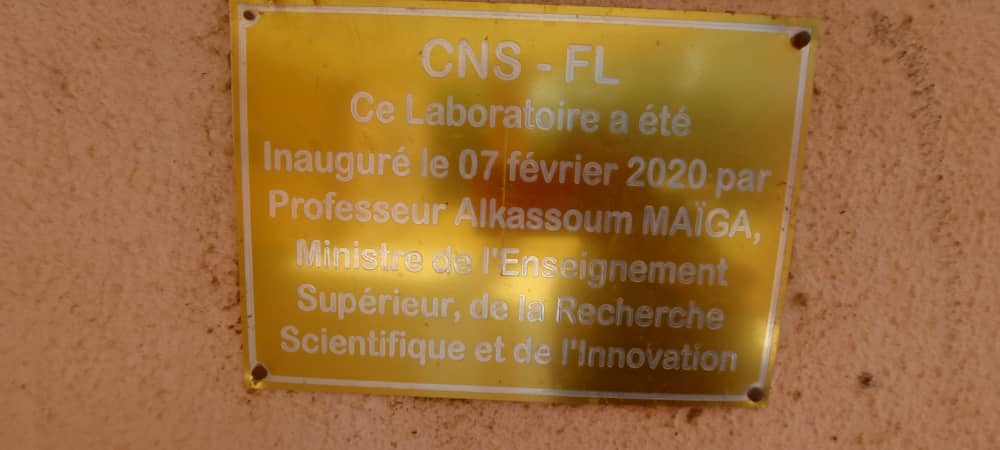 CNS - FL
Ce Laboratoire a été
Inauguré le 07 février 2020 par
Professeur Alkassoum MAÏGA,
Ministre de l'Enseignement
Supérieur, de la Recherche
Scientifique et de l'Innovation